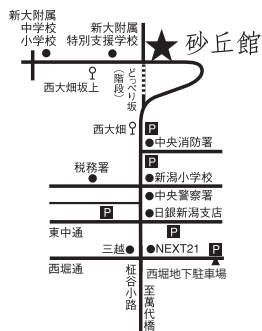 新大附属
中学校
小学校
新大附属
特別支援学校
砂丘館
西大畑坂上
どっぺり坂
（階段）
西大畑
P
中央消防署
P
税務署
新潟小学校
中央警察署
P
日銀新潟支店
東中通
P
三越
NEXT21
P
西堀通
柾谷小路
至萬代橋
西堀地下駐車場